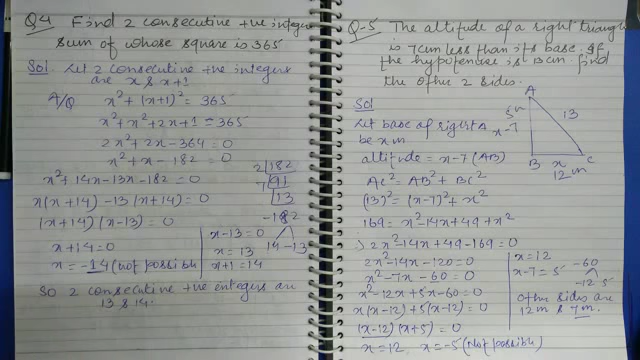 Q4 Find 2 consecutive +ve integers
sum of whose square is 365
Sol Let 2 consecutive +ve integers
are x & x+1
A/Q x² + (x+1)² = 365
x² + x² + 2x + 1 = 365
2x² + 2x - 364 = 0
x² + x - 182 = 0
2 | 182
7 | 91
13
x² + 14x - 13x - 182 = 0
x(x+14) - 13(x+14) = 0
(x+14)(x-13) = 0
-182
14 -13
x+14 = 0
x = -14 (not possible)
x-13 = 0
x = 13
x+1 = 14
So 2 consecutive +ve integers are
13 & 14.
Q-5 The altitude of a right triangle
is 7cm less than its base. If
the hypotenise is 13cm. find
the other 2 sides.
Sol
Let base of right Δ
be x m
altitude = x-7 (AB)
AC² = AB² + BC²
(13)² = (x-7)² + x²
169 = x² - 14x + 49 + x²
2x² - 14x + 49 - 169 = 0
2x² - 14x - 120 = 0
x² - 7x - 60 = 0
x² - 12x + 5x - 60 = 0
x(x-12) + 5(x-12) = 0
(x-12)(x+5) = 0
x = 12 x = -5 (Not possible)
A
5m
x-7
13
B x C
12m
x = 12
x-7 = 5
-60
-12 5
Other sides are
12m & 7m.